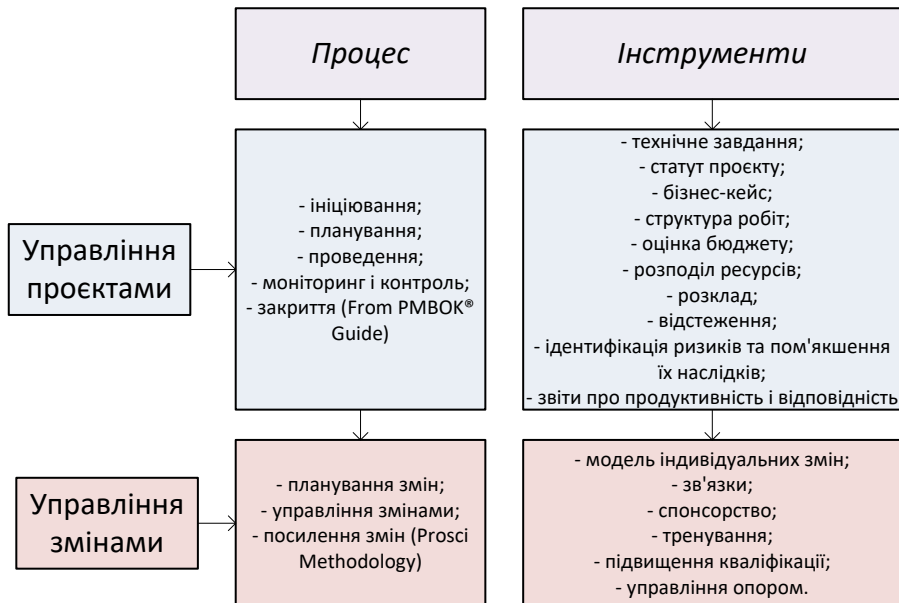 Процес
Інструменти
Управління
проєктами
- ініціювання;
- планування;
- проведення;
- моніторинг і контроль;
- закриття (From PMBOK®
Guide)
- технічне завдання;
- статут проєкту;
- бізнес-кейс;
- структура робіт;
- оцінка бюджету;
- розподіл ресурсів;
- розклад;
- відстеження;
- ідентифікація ризиків та пом'якшення
їх наслідків;
- звіти про продуктивність і відповідність
Управління
змінами
- планування змін;
- управління змінами;
- посилення змін (Prosci
Methodology)
- модель індивідуальних змін;
- зв'язки;
- спонсорство;
- тренування;
- підвищення кваліфікації;
- управління опором.